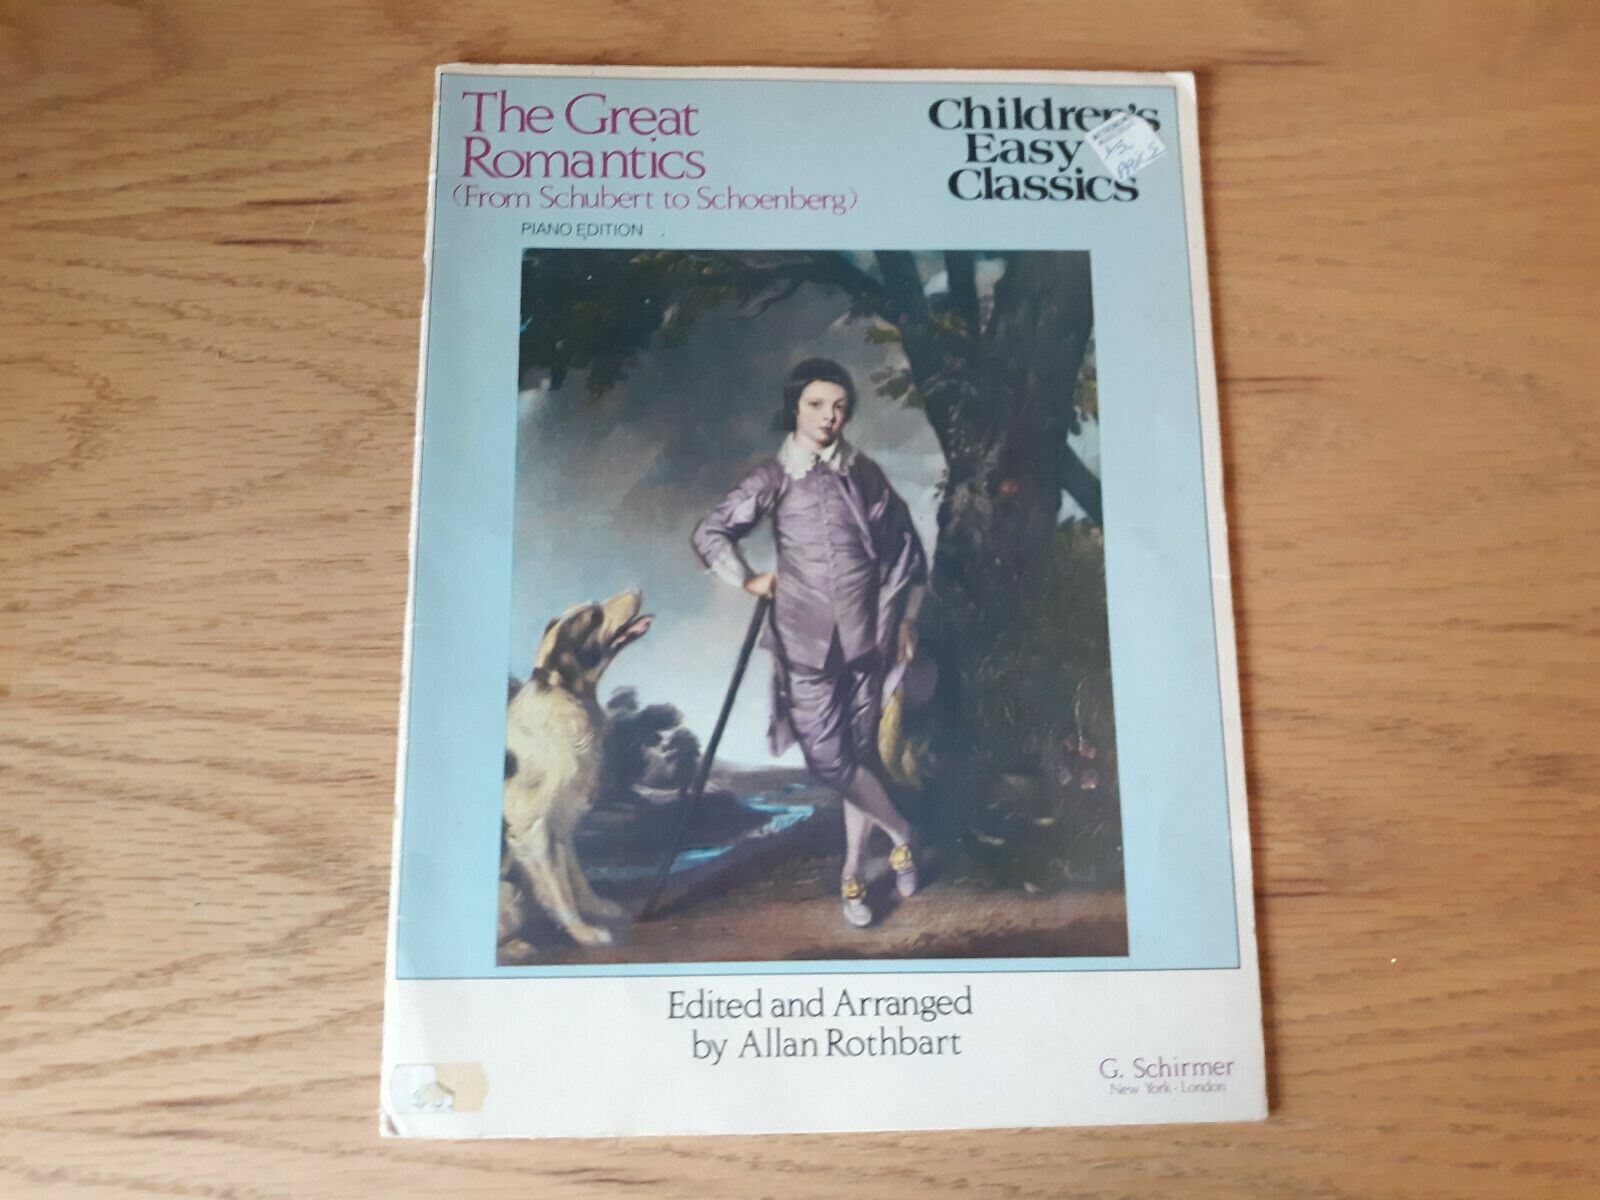 The Great
Romantics
(From Schubert to Schoenberg)
PIANO EDITION
Children's
Easy
Classics
Edited and Arranged
by Allan Rothbart
G. Schirmer
New York · London